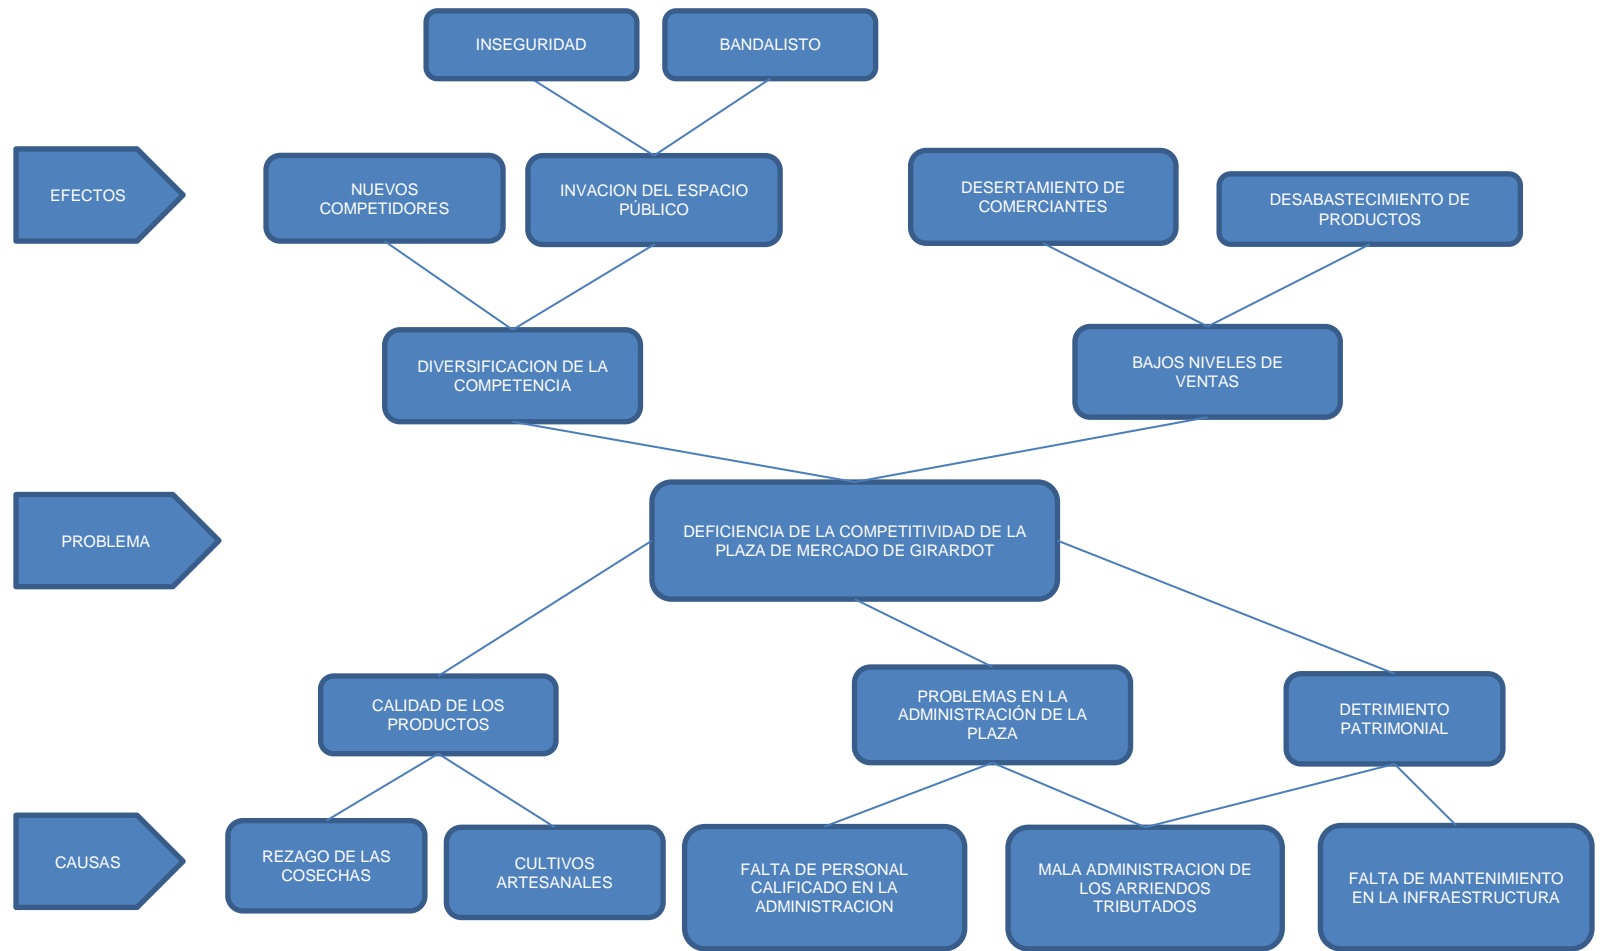 INSEGURIDAD
BANDALISTO
EFECTOS
NUEVOS
COMPETIDORES
INVACION DEL ESPACIO
PÚBLICO
DESERTAMIENTO DE
COMERCIANTES
DESABASTECIMIENTO DE
PRODUCTOS
DIVERSIFICACION DE LA
COMPETENCIA
BAJOS NIVELES DE
VENTAS
PROBLEMA
DEFICIENCIA DE LA COMPETITIVIDAD DE LA
PLAZA DE MERCADO DE GIRARDOT
CALIDAD DE LOS
PRODUCTOS
PROBLEMAS EN LA
ADMINISTRACIÓN DE LA
PLAZA
DETRIMIENTO
PATRIMONIAL
CAUSAS
REZAGO DE LAS
COSECHAS
CULTIVOS
ARTESANALES
FALTA DE PERSONAL
CALIFICADO EN LA
ADMINISTRACION
MALA ADMINISTRACION DE
LOS ARRIENDOS
TRIBUTADOS
FALTA DE MANTENIMIENTO
EN LA INFRAESTRUCTURA